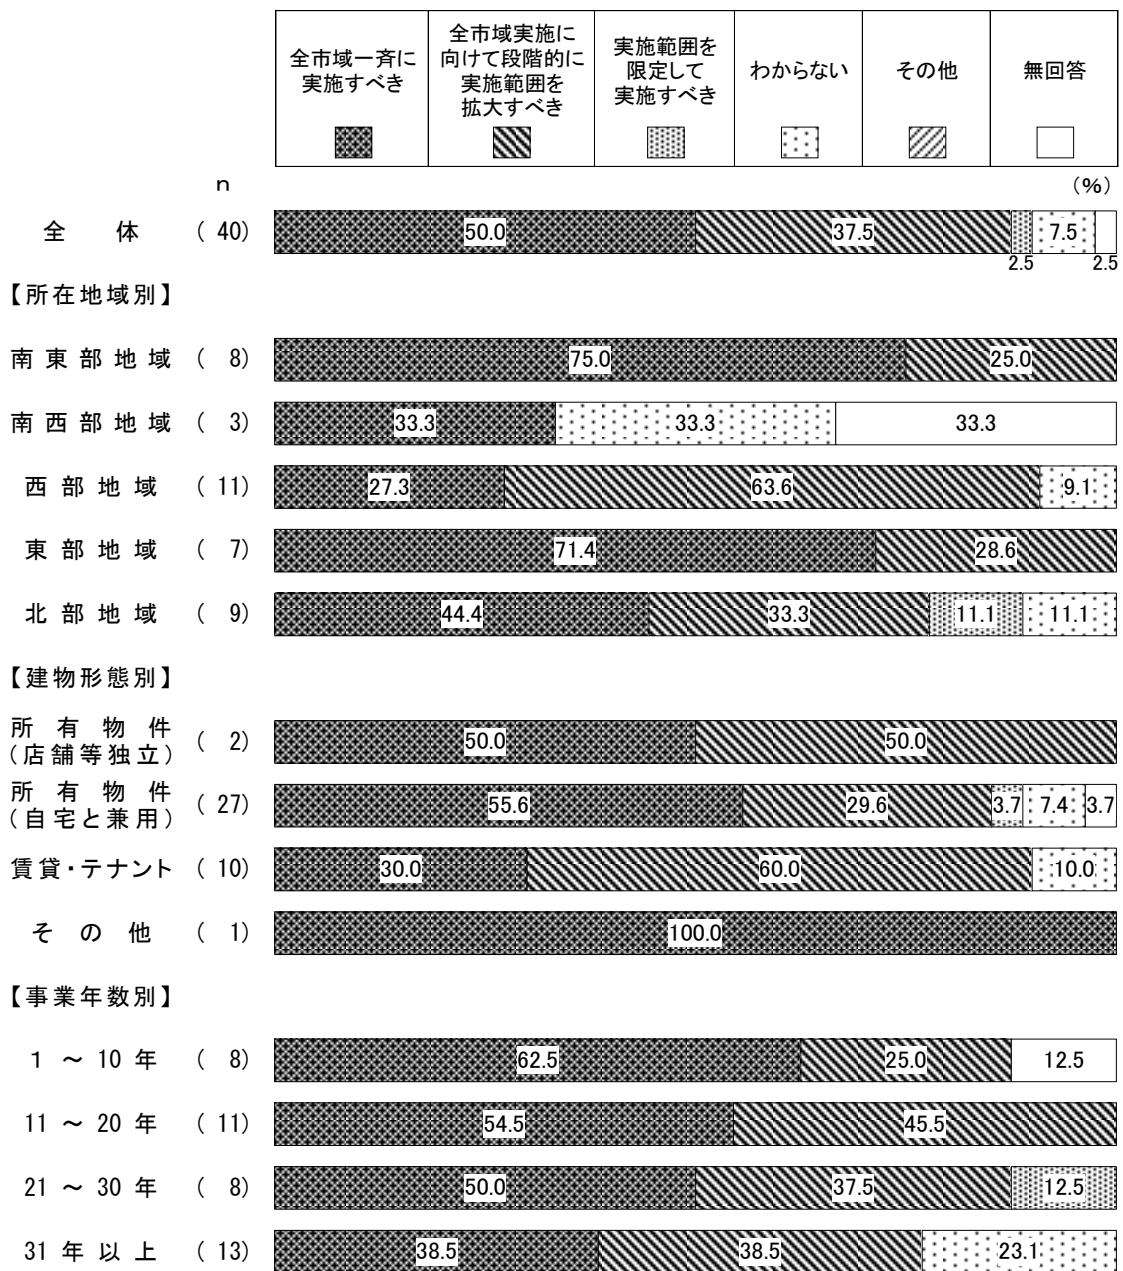 全市域一斉に
実施すべき
全市域実施に
向けて段階的に
実施範囲を
拡大すべき
実施範囲を
限定して
実施すべき
わからない
その他
無回答
n
(%)
全 体 ( 40) 50.0 37.5 2.5 7.5 2.5
【所在地域別】
南東部地域 ( 8) 75.0 25.0
南西部地域 ( 3) 33.3 33.3 33.3
西部地域 ( 11) 27.3 63.6 9.1
東部地域 ( 7) 71.4 28.6
北部地域 ( 9) 44.4 33.3 11.1 11.1
【建物形態別】
所有物件
(店舗等独立) ( 2) 50.0 50.0
所有物件
(自宅と兼用) ( 27) 55.6 29.6 3.7 7.4 3.7
賃貸・テナント ( 10) 30.0 60.0 10.0
その他 ( 1) 100.0
【事業年数別】
1 ～ 10 年 ( 8) 62.5 25.0 12.5
11 ～ 20 年 ( 11) 54.5 45.5
21 ～ 30 年 ( 8) 50.0 37.5 12.5
31 年 以 上 ( 13) 38.5 38.5 23.1